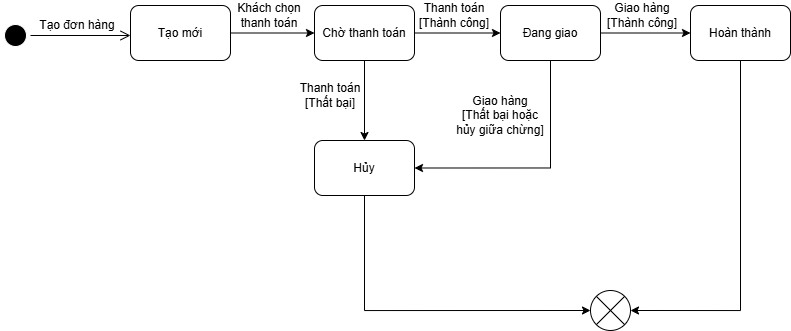 Tạo đơn hàng
Tạo mới
Khách chọn
thanh toán
Chờ thanh toán
Thanh toán
[Thành công]
Đang giao
Giao hàng
[Thành công]
Hoàn thành
Thanh toán
[Thất bại]
Giao hàng
[Thất bại hoặc
hủy giữa chừng]
Hủy